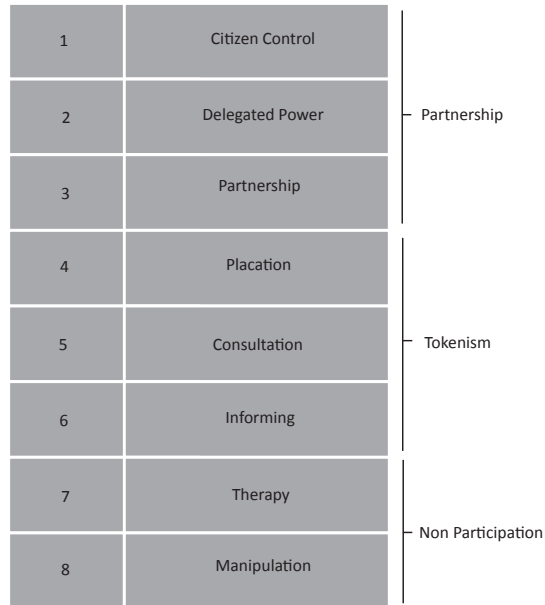 1 Citizen Control
2 Delegated Power
Partnership
3 Partnership
4 Placation
5 Consultation
Tokenism
6 Informing
7 Therapy
Non Participation
8 Manipulation